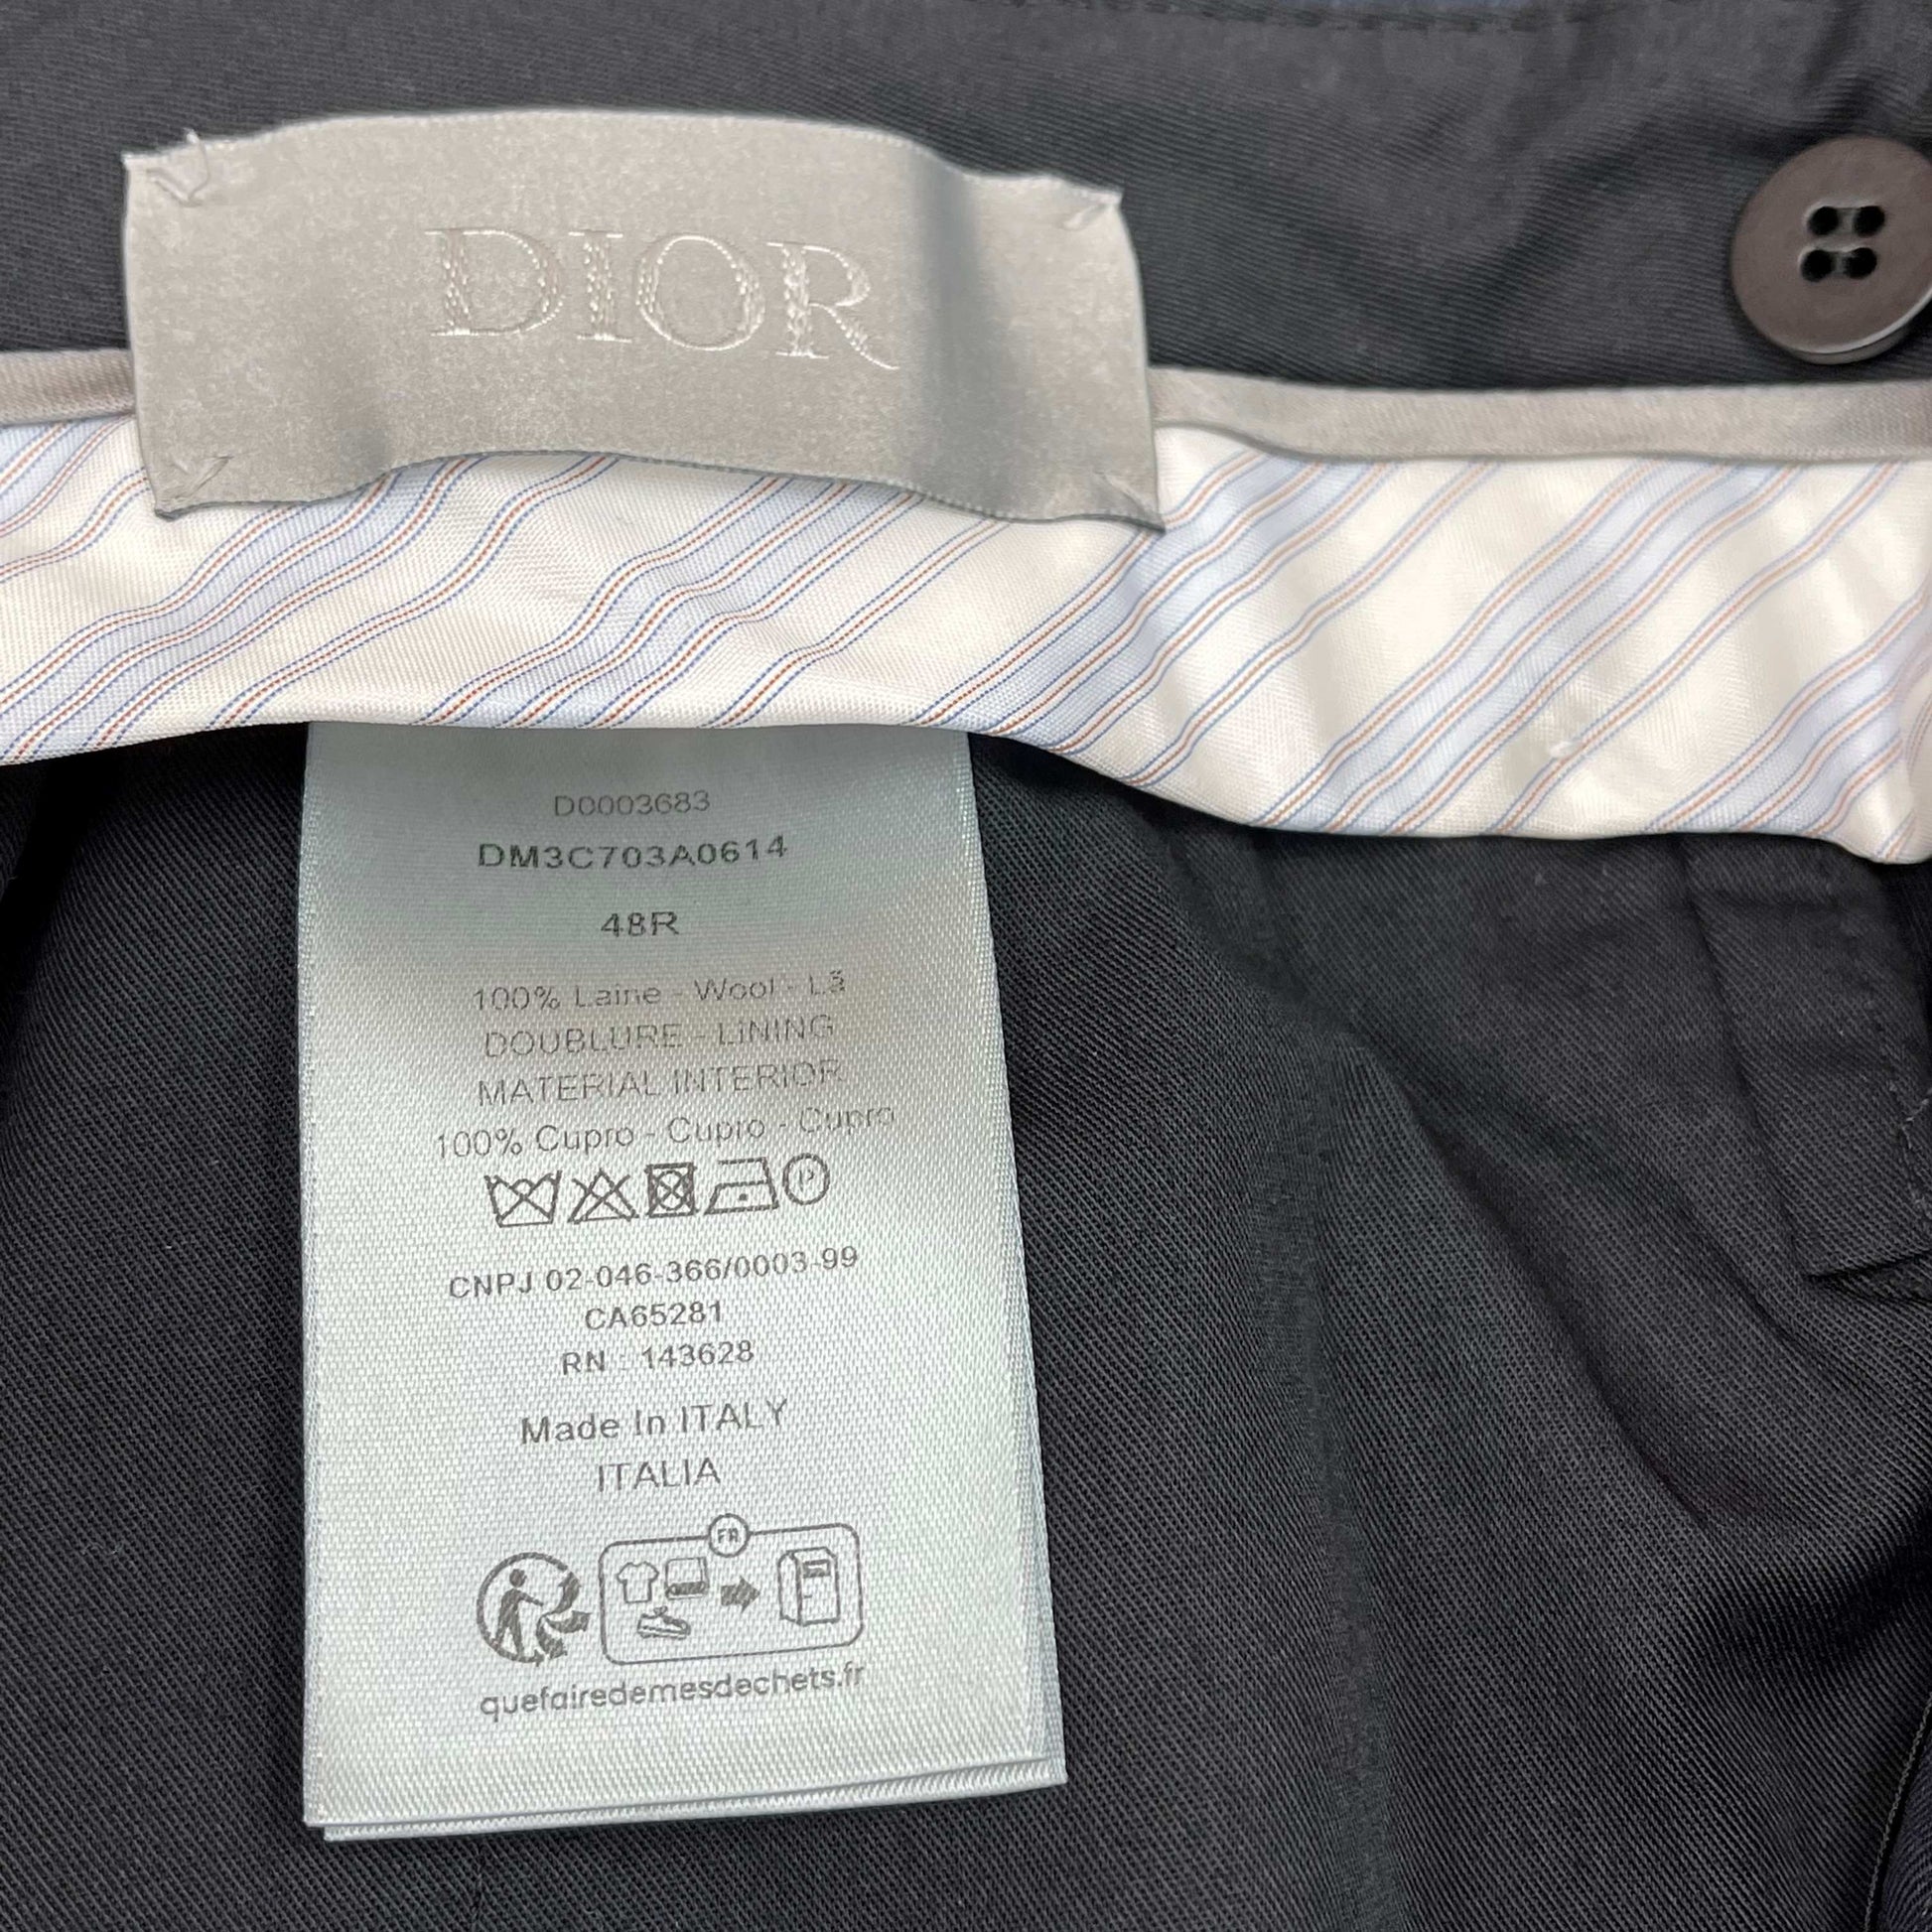 DIOR
D0003683
DM3C703A0614
48R
100% Laine - Wool - Lã
DOUBLURE - LINING
MATERIAL INTERIOR
100% Cupro - Cupro - Cupro
P
CNPJ 02-046-366/0003-99
CA65281
RN - 143628
Made In ITALY
ITALIA
FR
quefairedemesdechets.fr